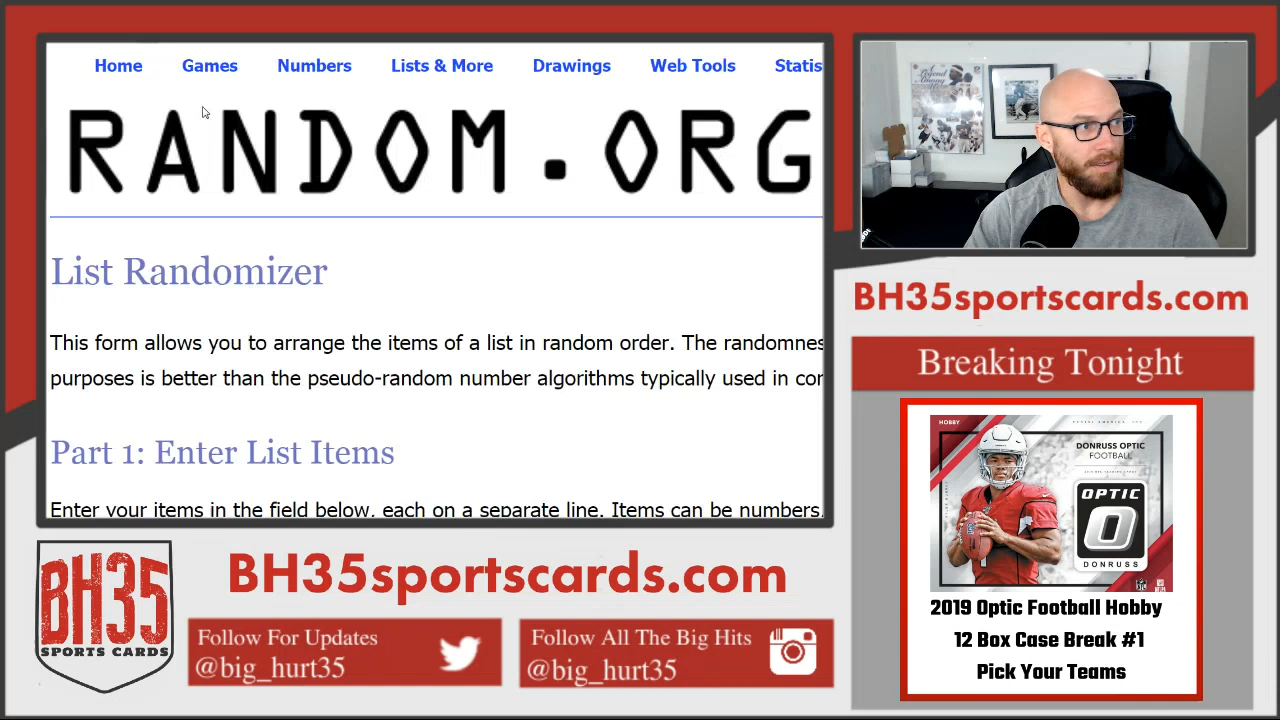 Home Games Numbers Lists & More Drawings Web Tools Statis
RANDOM.ORG
List Randomizer
This form allows you to arrange the items of a list in random order. The randomnes
purposes is better than the pseudo-random number algorithms typically used in cor
Part 1: Enter List Items
Enter your items in the field below, each on a separate line. Items can be numbers,
BH35sportscards.com
Breaking Tonight
HOBBY
DONRUSS OPTIC
FOOTBALL
OPTIC
DONRUSS
2019 Optic Football Hobby
12 Box Case Break #1
Pick Your Teams
BH35
SPORTS CARDS
BH35sportscards.com
Follow For Updates
@big_hurt35
Follow All The Big Hits
@big_hurt35